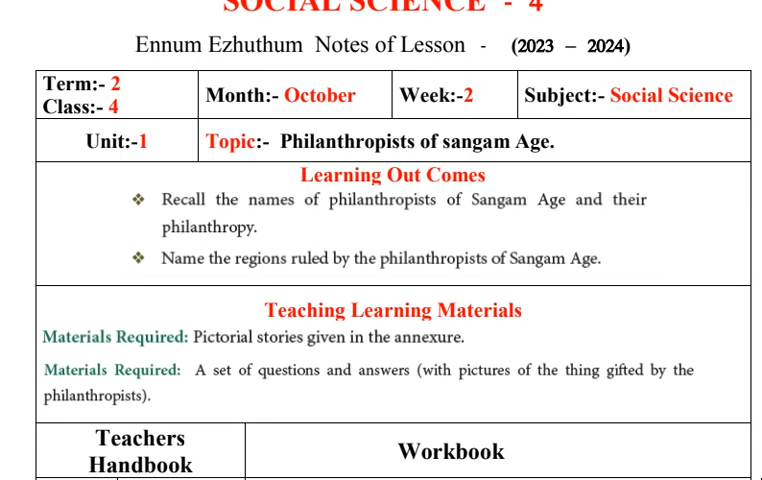 SOCIAL SCIENCE - 4
Ennum Ezhuthum Notes of Lesson - (2023 – 2024)
Term:- 2
Class:- 4
Month:- October
Week:-2
Subject:- Social Science
Unit:-1
Topic:- Philanthropists of sangam Age.
Learning Out Comes
❖ Recall the names of philanthropists of Sangam Age and their
philanthropy.
❖ Name the regions ruled by the philanthropists of Sangam Age.
Teaching Learning Materials
Materials Required: Pictorial stories given in the annexure.
Materials Required: A set of questions and answers (with pictures of the thing gifted by the
philanthropists).
Teachers
Handbook
Workbook